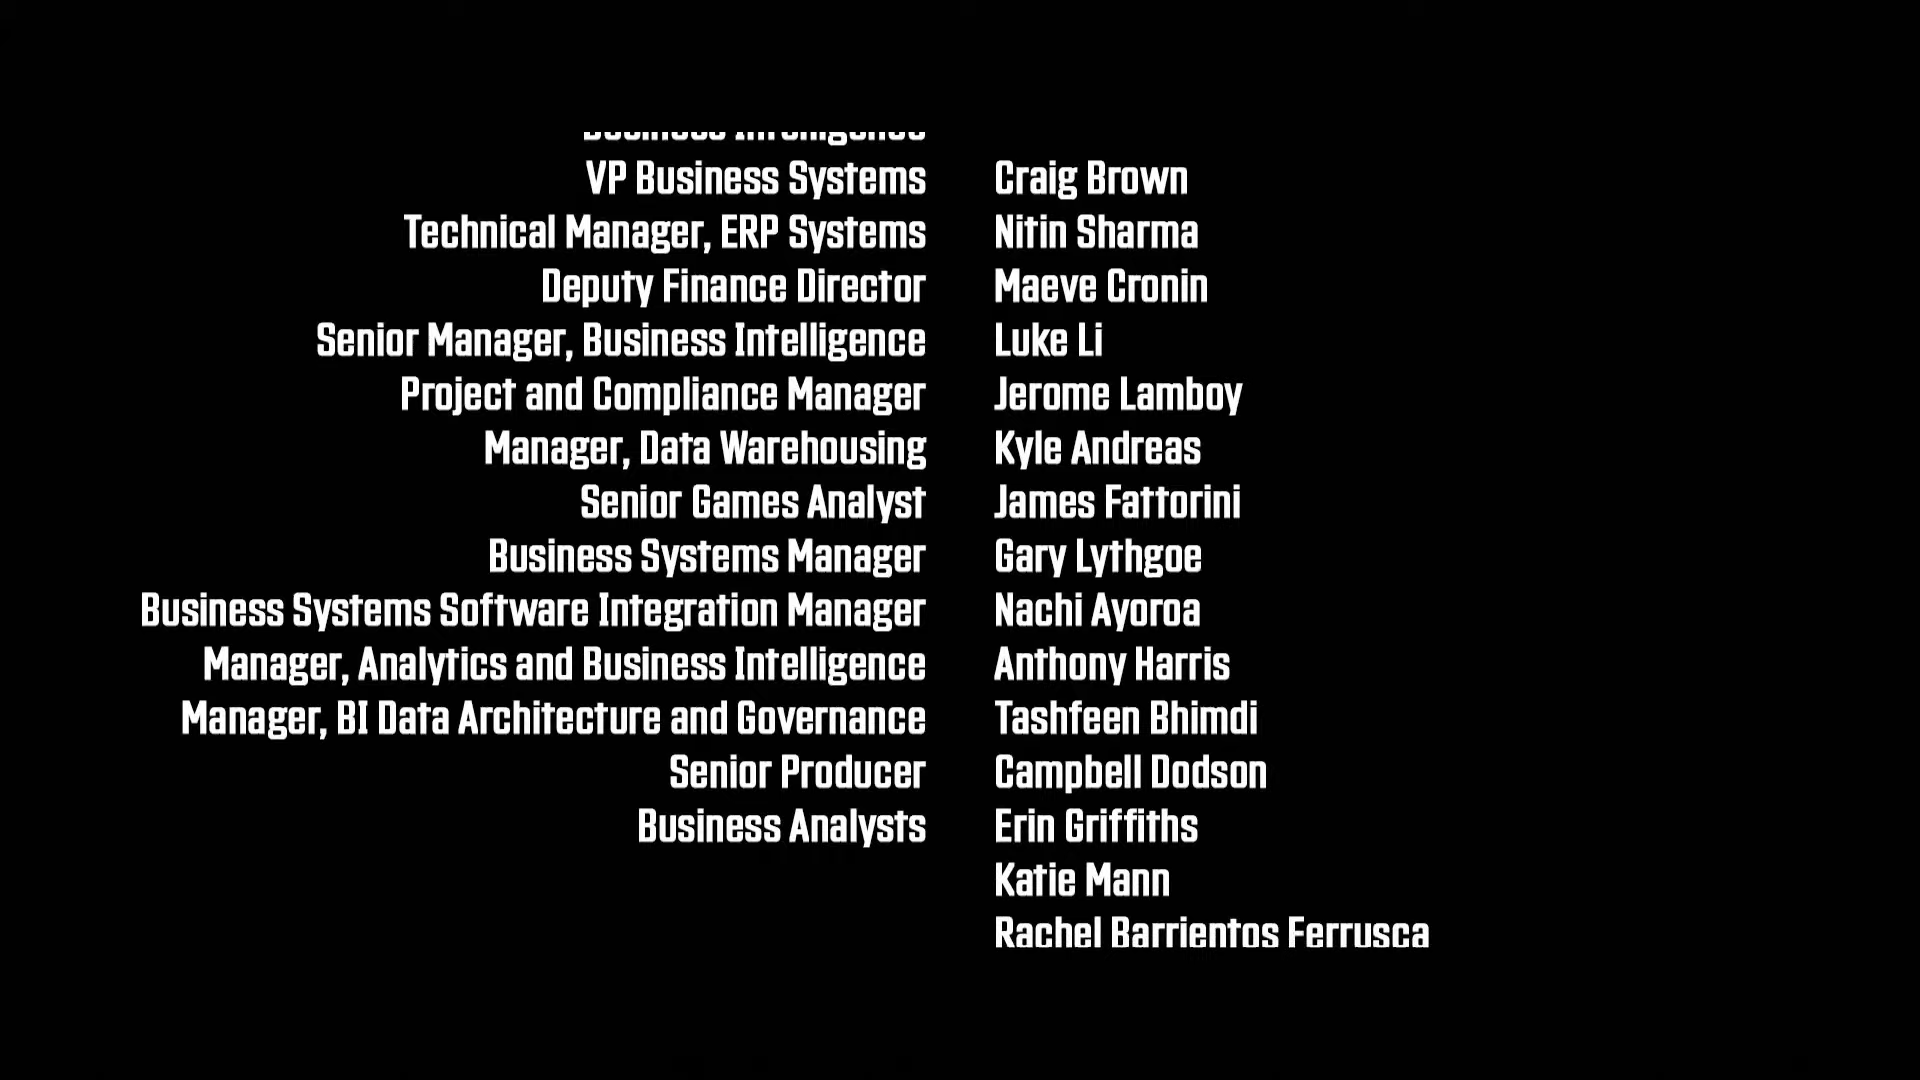 Business Intelligence
VP Business Systems Craig Brown
Technical Manager, ERP Systems Nitin Sharma
Deputy Finance Director Maeve Cronin
Senior Manager, Business Intelligence Luke Li
Project and Compliance Manager Jerome Lamboy
Manager, Data Warehousing Kyle Andreas
Senior Games Analyst James Fattorini
Business Systems Manager Gary Lythgoe
Business Systems Software Integration Manager Nachi Ayoroa
Manager, Analytics and Business Intelligence Anthony Harris
Manager, BI Data Architecture and Governance Tashfeen Bhimdi
Senior Producer Campbell Dodson
Business Analysts Erin Griffiths
Katie Mann
Rachel Barrientos Ferrusca